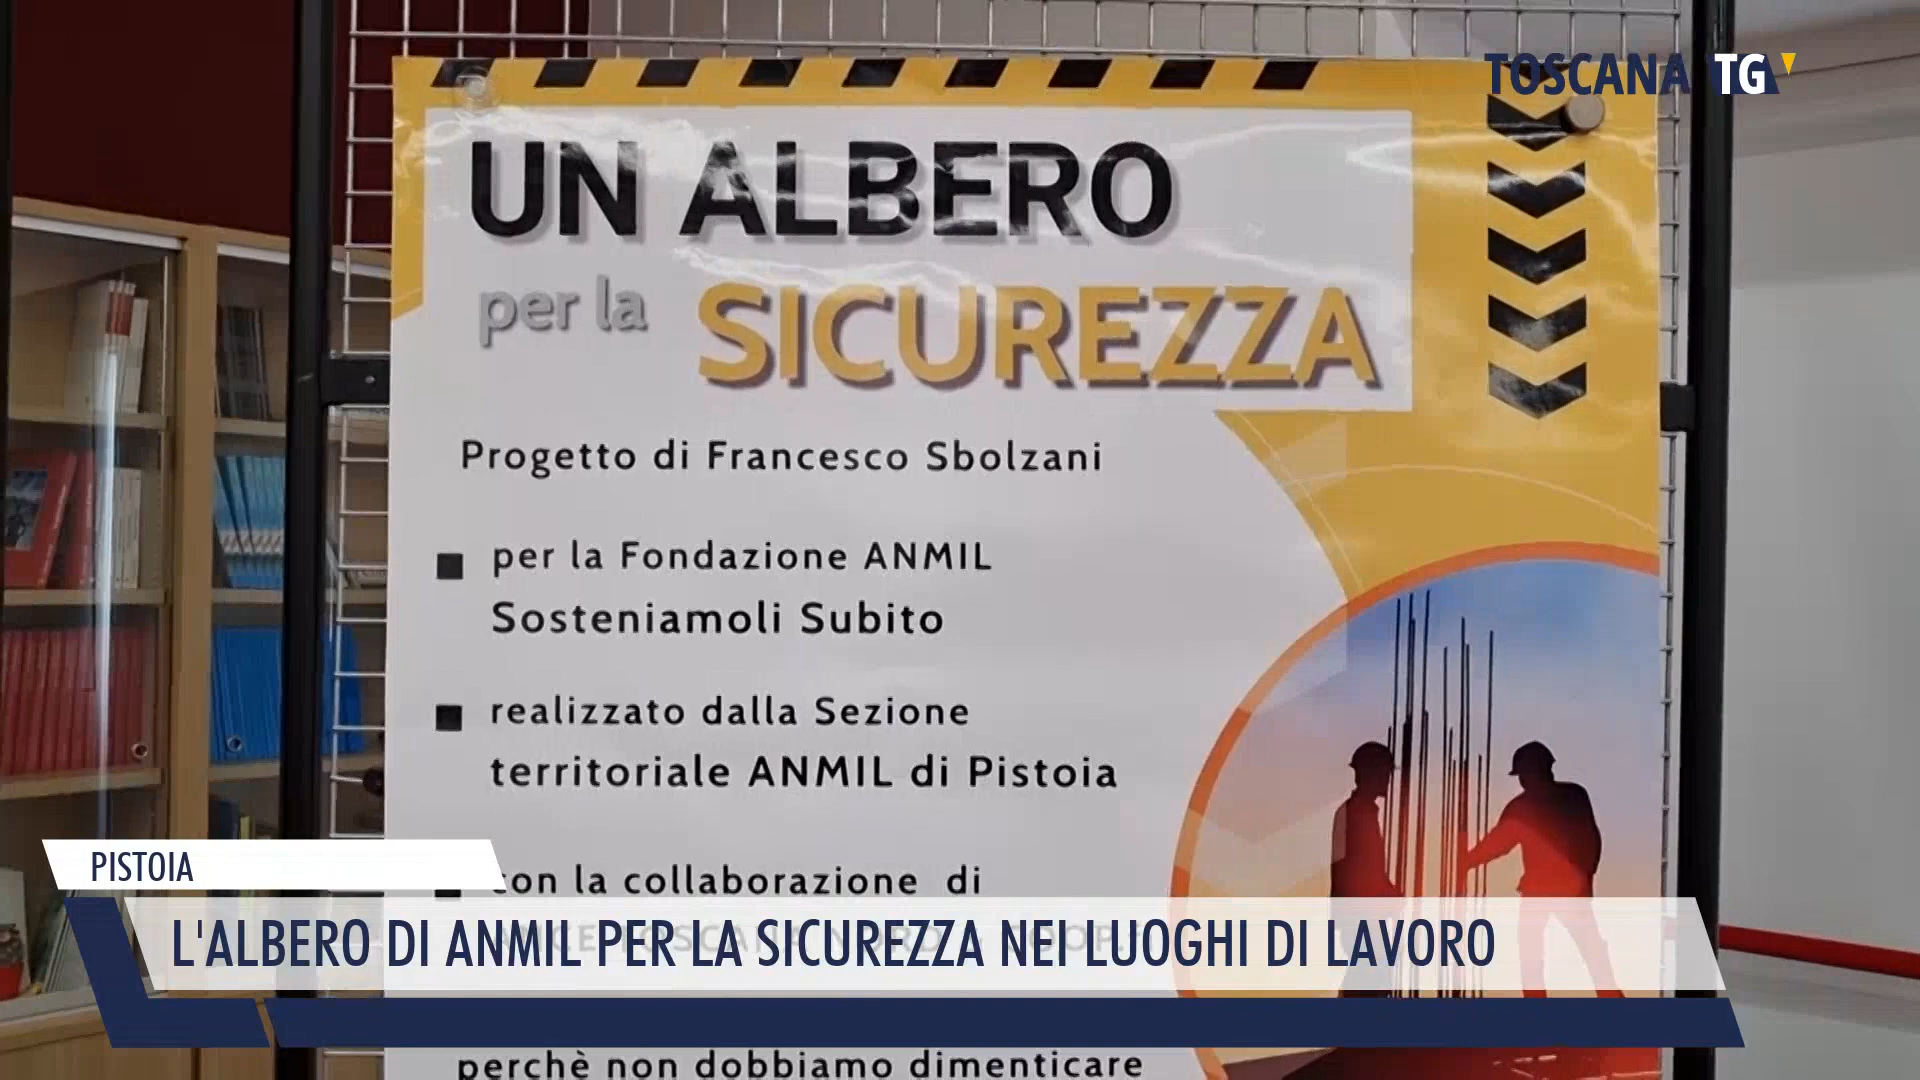 TOSCANA TG
UN ALBERO
per la SICUREZZA
Progetto di Francesco Sbolzani
per la Fondazione ANMIL
Sosteniamoli Subito
realizzato dalla Sezione
territoriale ANMIL di Pistoia
con la collaborazione di
PISTOIA
L'ALBERO DI ANMIL PER LA SICUREZZA NEI LUOGHI DI LAVORO
perchè non dobbiamo dimenticare